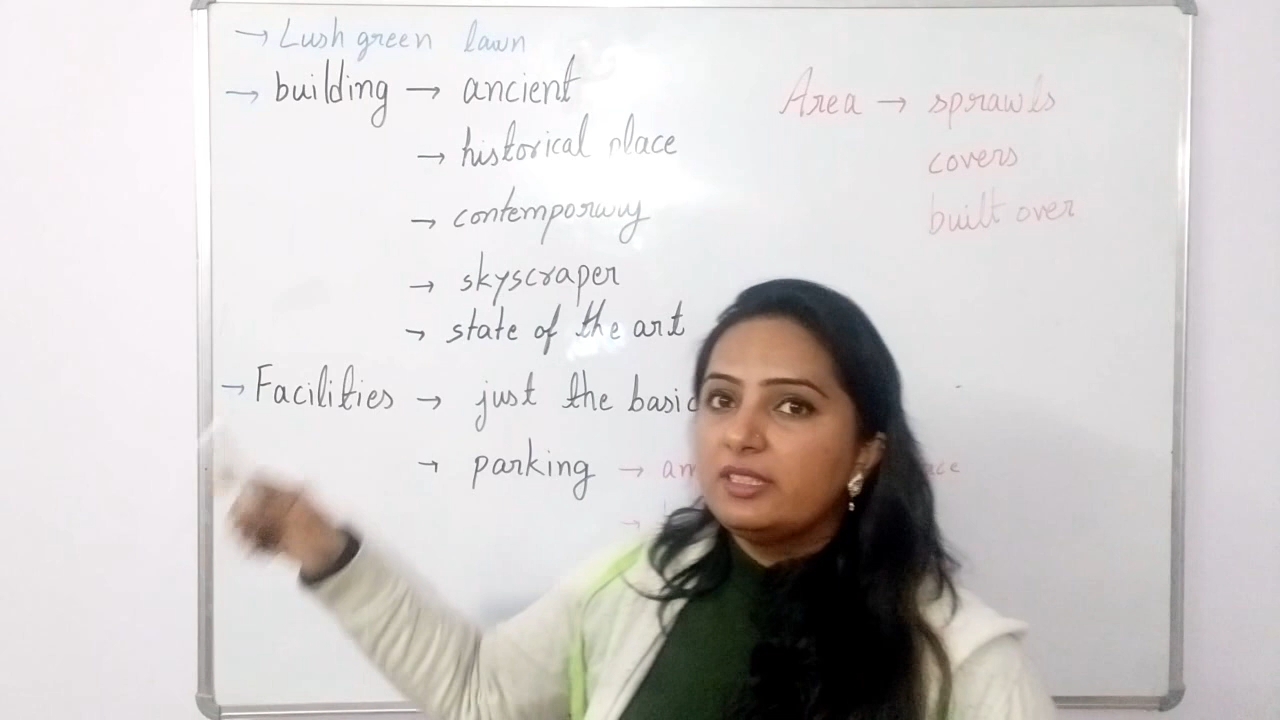 → Lush green lawn
→ building → ancient
→ historical place
→ contemporary
→ skyscraper
→ state of the art
→ Facilities → just the basic
→ parking →
→
Area → sprawls
covers
built over